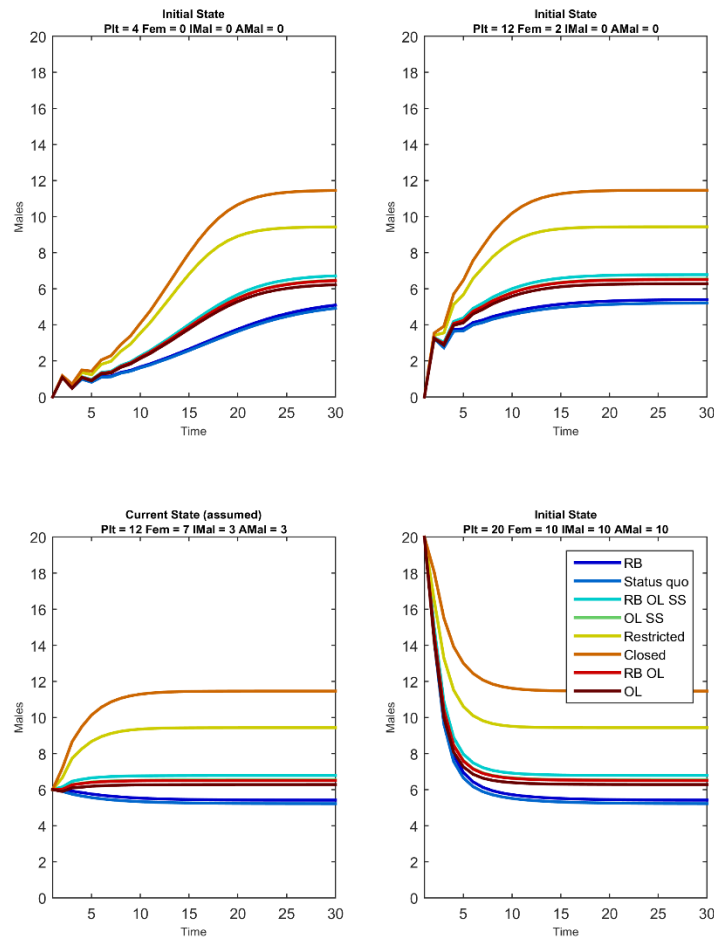 Initial State
Plt = 4 Fem = 0 IMal = 0 AMal = 0
20
18
16
14
12
10
8
6
4
2
0
Males
5 10 15 20 25 30
Time
Initial State
Plt = 12 Fem = 2 IMal = 0 AMal = 0
20
18
16
14
12
10
8
6
4
2
0
Males
5 10 15 20 25 30
Time
Current State (assumed)
Plt = 12 Fem = 7 IMal = 3 AMal = 3
20
18
16
14
12
10
8
6
4
2
0
Males
5 10 15 20 25 30
Time
Initial State
Plt = 20 Fem = 10 IMal = 10 AMal = 10
20
18
16
14
12
10
8
6
4
2
0
Males
5 10 15 20 25 30
Time
RB
Status quo
RB OL SS
OL SS
Restricted
Closed
RB OL
OL